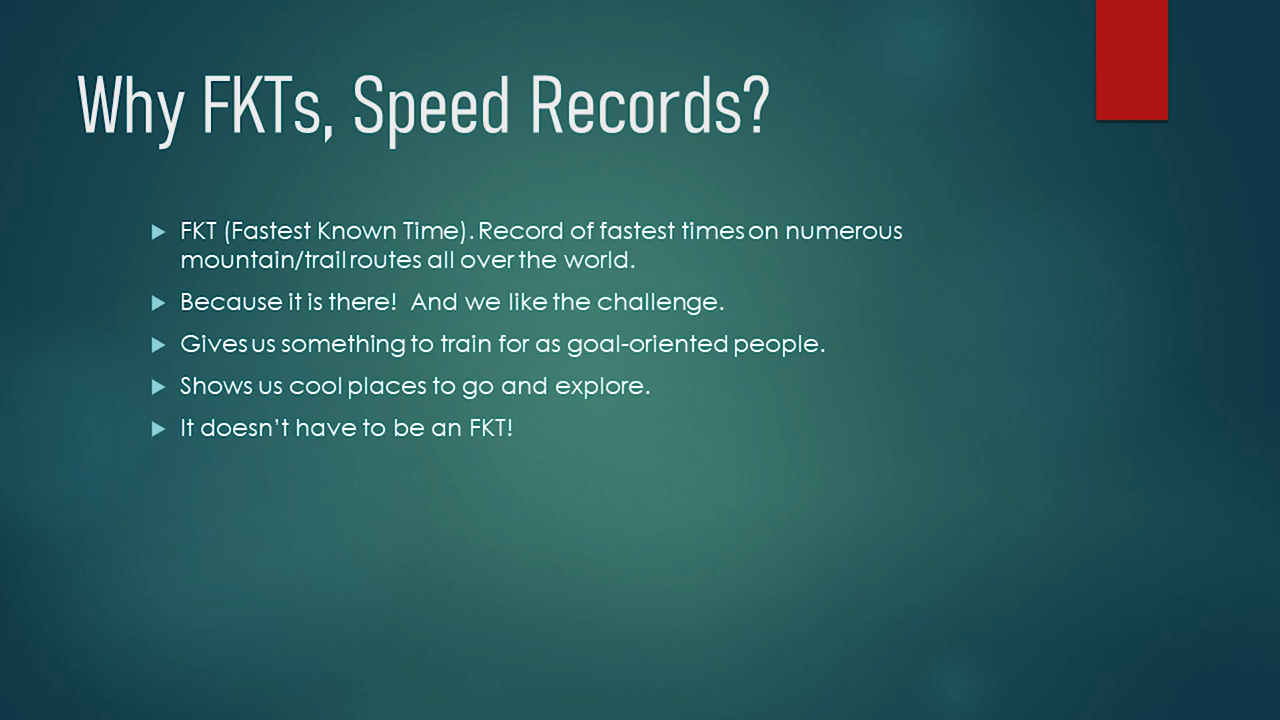 Why FKTs, Speed Records?
FKT (Fastest Known Time). Record of fastest times on numerous
mountain/trail routes all over the world.
Because it is there!  And we like the challenge.
Gives us something to train for as goal-oriented people.
Shows us cool places to go and explore.
It doesn’t have to be an FKT!